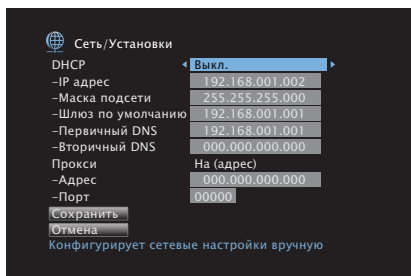 Сеть/Установки
DHCP Выкл.
–IP адрес 192.168.001.002
–Маска подсети 255.255.255.000
–Шлюз по умолчанию 192.168.001.001
–Первичный DNS 192.168.001.001
–Вторичный DNS 000.000.000.000
Прокси На (адрес)
–Адрес 000.000.000.000
–Порт 00000
Сохранить
Отмена
Конфигурирует сетевые настройки вручную